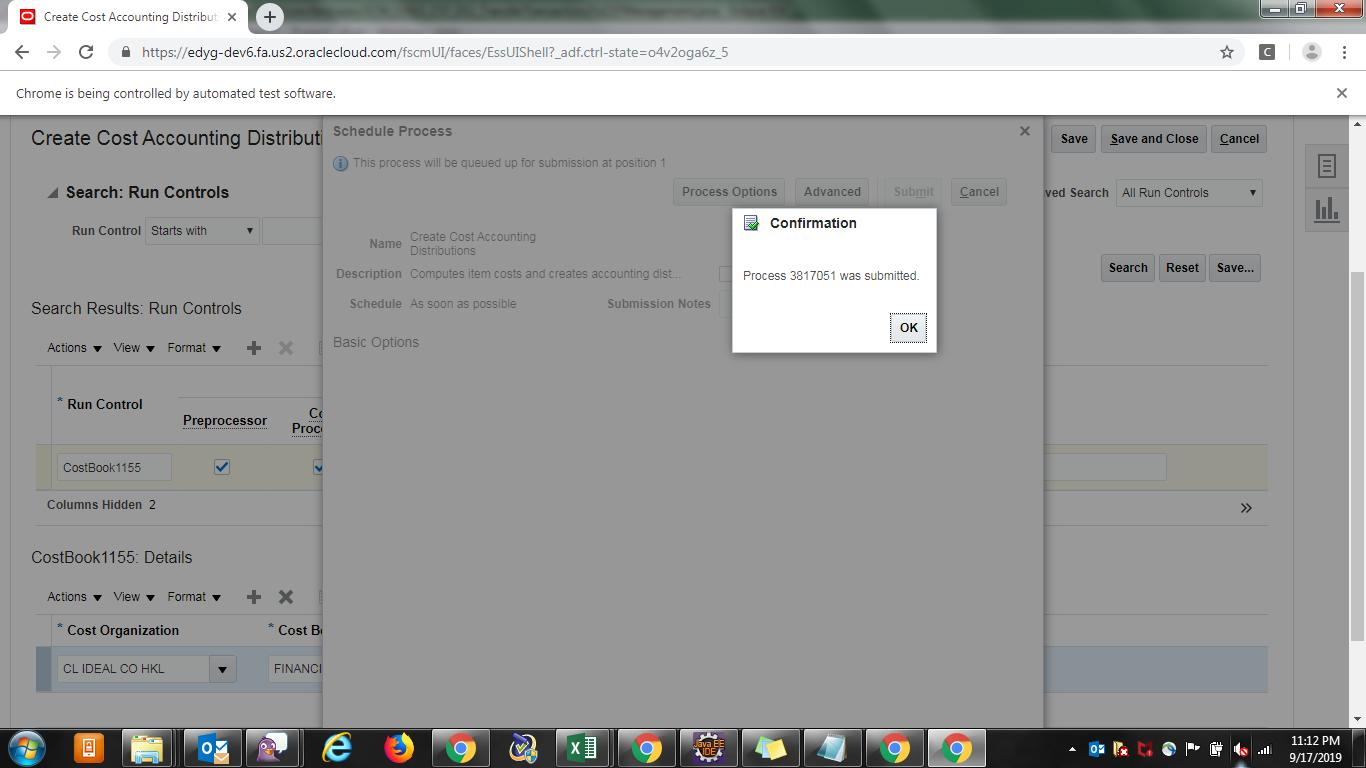 Create Cost Accounting Distribut
https://edyg-dev6.fa.us2.oraclecloud.com/fscmUI/faces/EssUIShell?_adf.ctrl-state=o4v2oga6z_5
Chrome is being controlled by automated test software.
Create Cost Accounting Distributi
Schedule Process
Save
Save and Close
Cancel
This process will be queued up for submission at position 1
Process Options
Advanced
Submit
Cancel
Search: Run Controls
ved Search
All Run Controls
Run Control
Starts with
Confirmation
Name
Create Cost Accounting
Distributions
Description
Computes item costs and creates accounting dist...
Process 3817051 was submitted.
Search
Reset
Save...
Schedule
As soon as possible
Submission Notes
OK
Search Results: Run Controls
Basic Options
Actions
View
Format
* Run Control
Preprocessor
Co
Proce
CostBook1155
Columns Hidden 2
CostBook1155: Details
Actions
View
Format
* Cost Organization
* Cost Bo
CL IDEAL CO HKL
FINANCI
Java EE
IDE
11:12 PM
9/17/2019